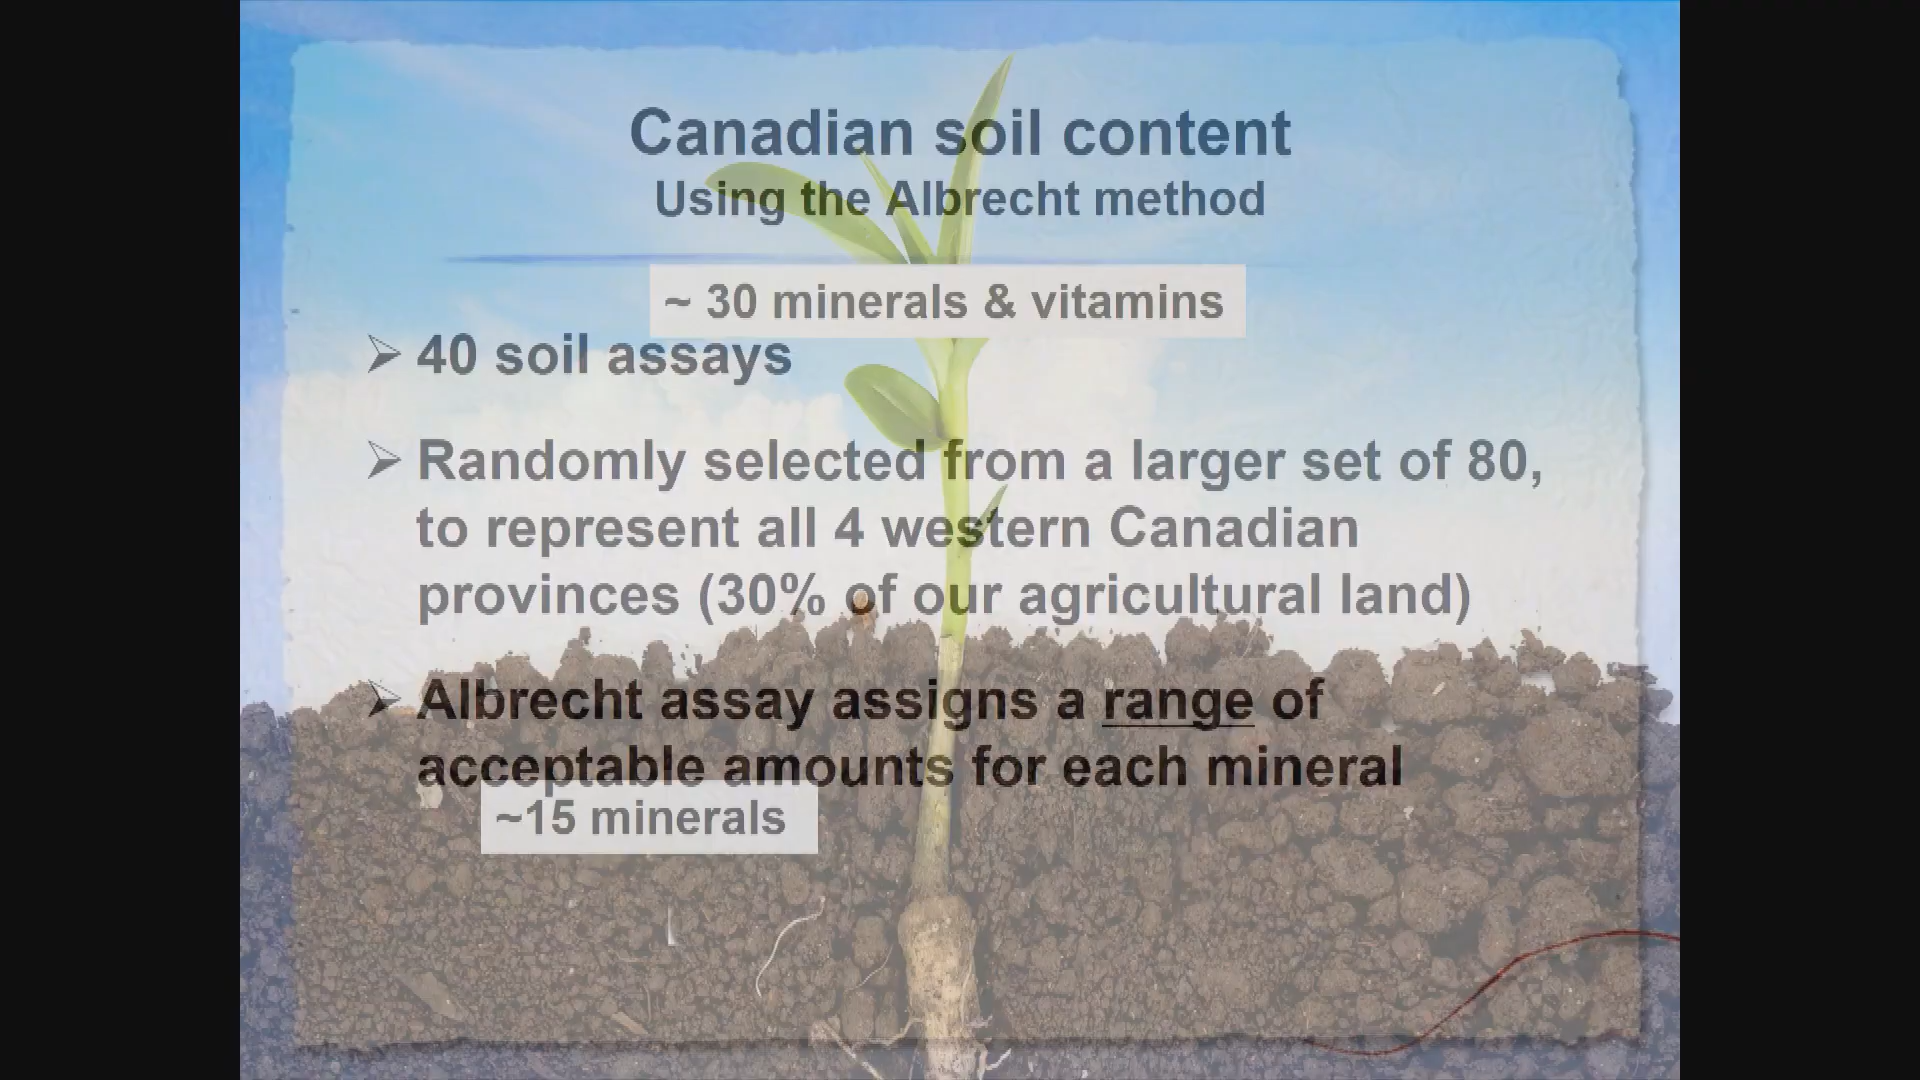 Canadian soil content
Using the Albrecht method
~ 30 minerals & vitamins
➢ 40 soil assays
➢ Randomly selected from a larger set of 80,
to represent all 4 western Canadian
provinces (30% of our agricultural land)
➢ Albrecht assay assigns a range of
acceptable amounts for each mineral
~15 minerals